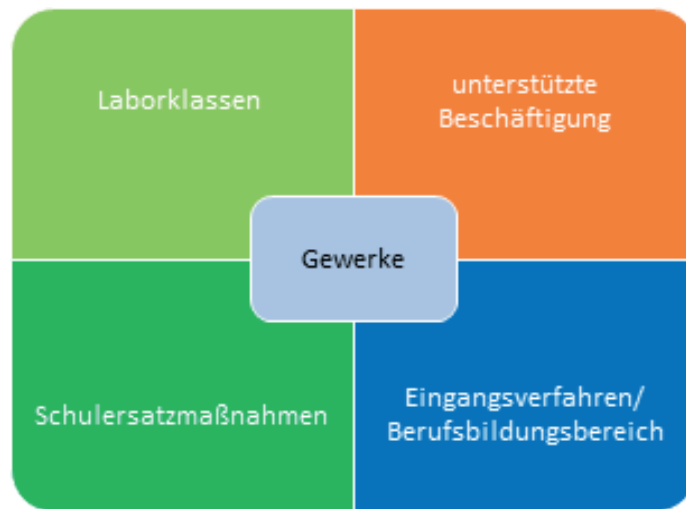 Laborklassen
unterstützte
Beschäftigung
Gewerke
Schulersatzmaßnahmen
Eingangsverfahren/
Berufsbildungsbereich